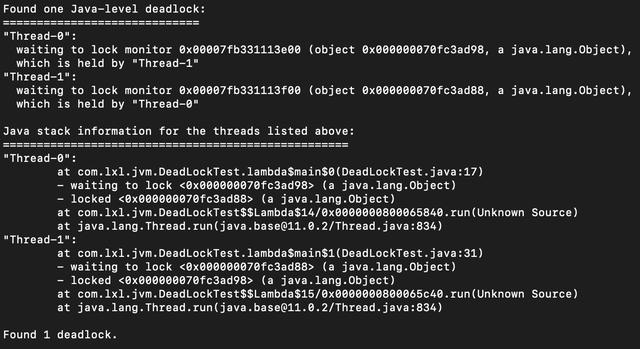 Found one Java-level deadlock:
=============================
"Thread-0":
  waiting to lock monitor 0x00007fb331113e00 (object 0x000000070fc3ad98, a java.lang.Object),
  which is held by "Thread-1"
"Thread-1":
  waiting to lock monitor 0x00007fb331113f00 (object 0x000000070fc3ad88, a java.lang.Object),
  which is held by "Thread-0"

Java stack information for the threads listed above:
===================================================
"Thread-0":
        at com.lxl.jvm.DeadLockTest.lambda$main$0(DeadLockTest.java:17)
        - waiting to lock <0x000000070fc3ad98> (a java.lang.Object)
        - locked <0x000000070fc3ad88> (a java.lang.Object)
        at com.lxl.jvm.DeadLockTest$$Lambda$14/0x0000000800065840.run(Unknown Source)
        at java.lang.Thread.run(java.base@11.0.2/Thread.java:834)
"Thread-1":
        at com.lxl.jvm.DeadLockTest.lambda$main$1(DeadLockTest.java:31)
        - waiting to lock <0x000000070fc3ad88> (a java.lang.Object)
        - locked <0x000000070fc3ad98> (a java.lang.Object)
        at com.lxl.jvm.DeadLockTest$$Lambda$15/0x0000000800065c40.run(Unknown Source)
        at java.lang.Thread.run(java.base@11.0.2/Thread.java:834)

Found 1 deadlock.